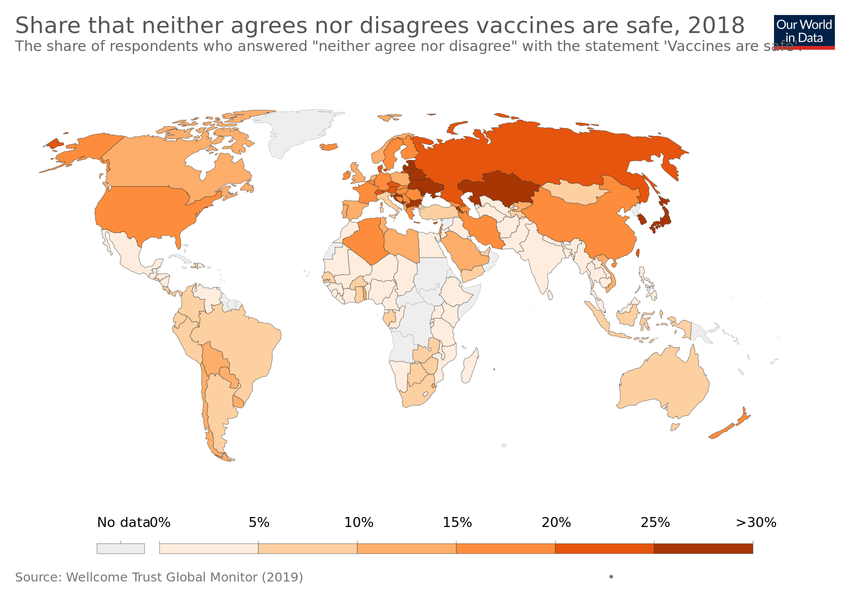 Share that neither agrees nor disagrees vaccines are safe, 2018
Our World
in Data
The share of respondents who answered "neither agree nor disagree" with the statement 'Vaccines are safe'.
No data 0% 5% 10% 15% 20% 25% >30%
Source: Wellcome Trust Global Monitor (2019)